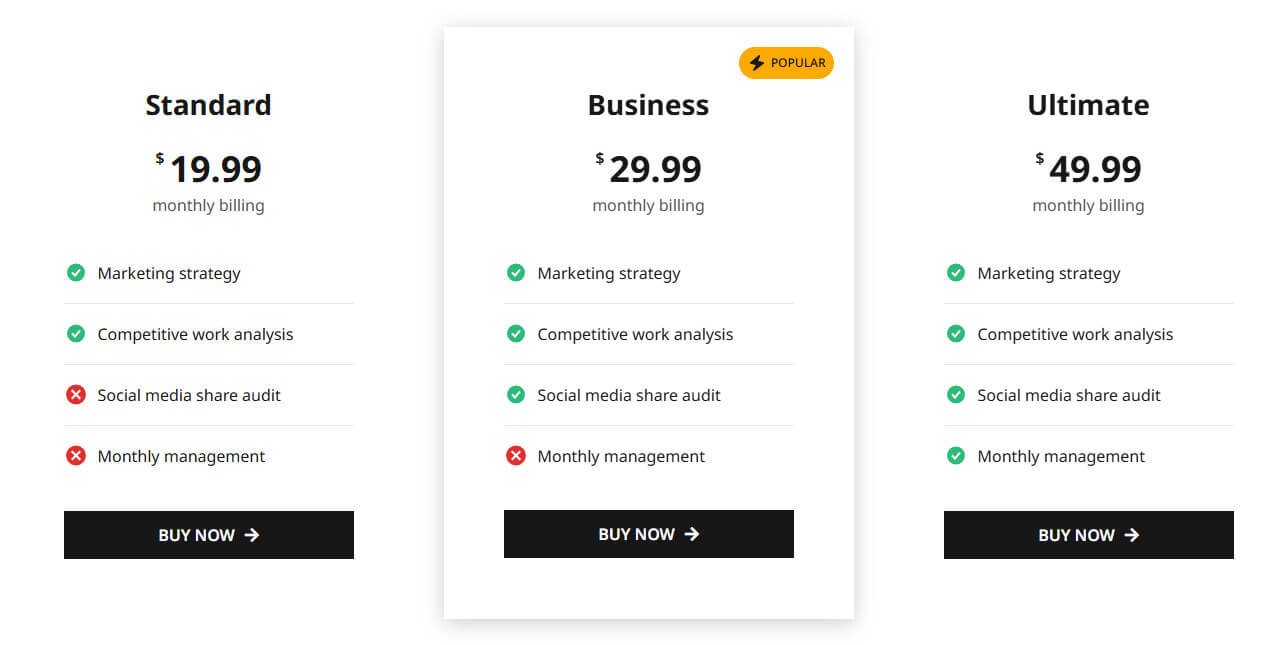 Standard
$ 19.99
monthly billing
Marketing strategy
Competitive work analysis
Social media share audit
Monthly management
BUY NOW
POPULAR
Business
$ 29.99
monthly billing
Marketing strategy
Competitive work analysis
Social media share audit
Monthly management
BUY NOW
Ultimate
$ 49.99
monthly billing
Marketing strategy
Competitive work analysis
Social media share audit
Monthly management
BUY NOW